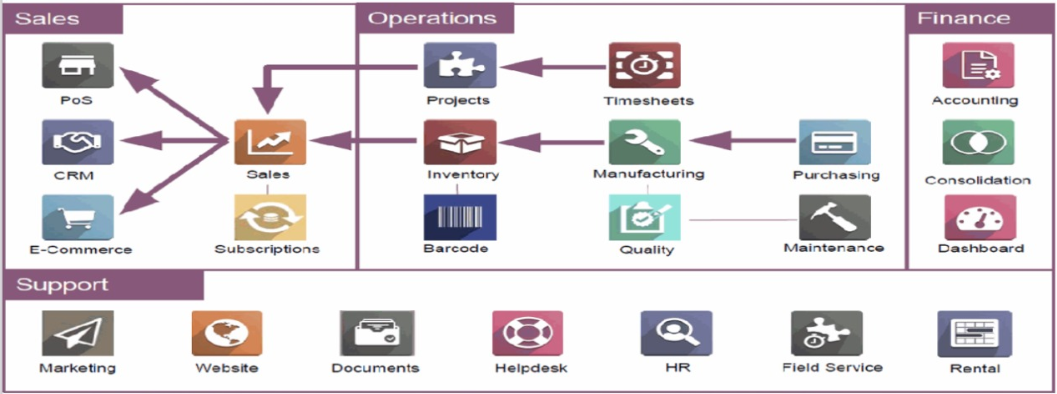 Sales
Operations
Finance
PoS
Projects
Timesheets
Accounting
CRM
Sales
Inventory
Manufacturing
Purchasing
Consolidation
E-Commerce
Subscriptions
Barcode
Quality
Maintenance
Dashboard
Support
Marketing
Website
Documents
Helpdesk
HR
Field Service
Rental